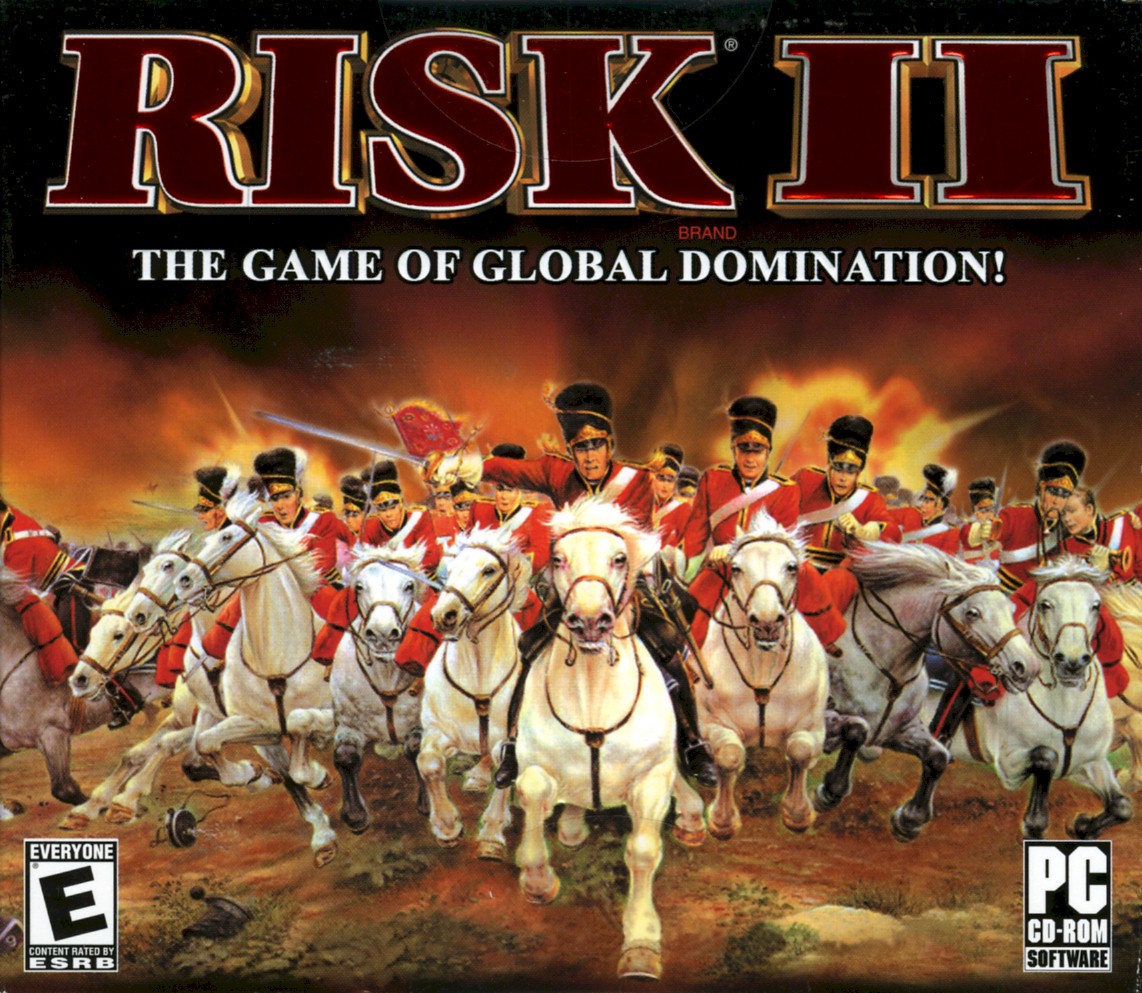 RISK II
®
BRAND
THE GAME OF GLOBAL DOMINATION!
EVERYONE
E
CONTENT RATED BY
ESRB
PC
CD-ROM
SOFTWARE